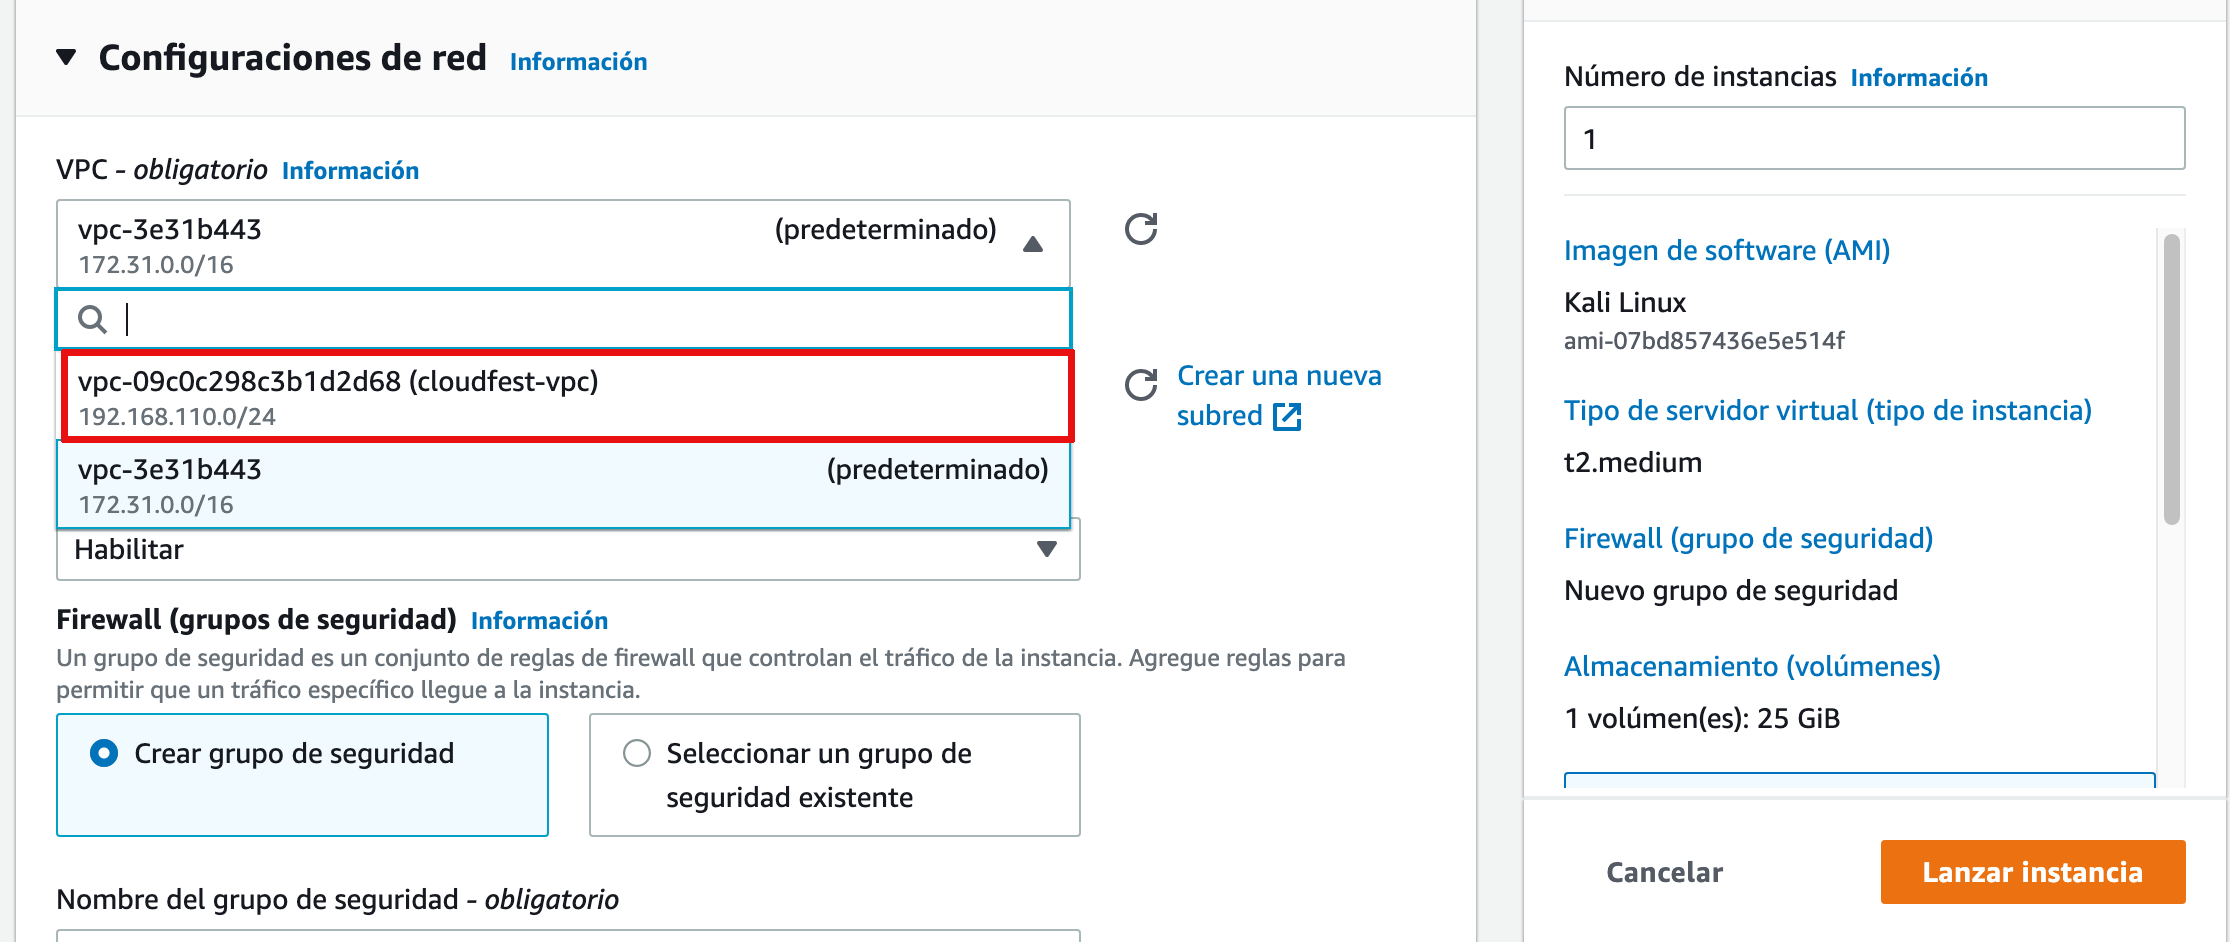 Configuraciones de red Información
VPC - obligatorio Información
vpc-3e31b443 (predeterminado)
172.31.0.0/16
vpc-09c0c298c3b1d2d68 (cloudfest-vpc)
192.168.110.0/24
vpc-3e31b443 (predeterminado)
172.31.0.0/16
Crear una nueva
subred
Habilitar
Firewall (grupos de seguridad) Información
Un grupo de seguridad es un conjunto de reglas de firewall que controlan el tráfico de la instancia. Agregue reglas para
permitir que un tráfico específico llegue a la instancia.
Crear grupo de seguridad
Seleccionar un grupo de
seguridad existente
Nombre del grupo de seguridad - obligatorio
Número de instancias Información
1
Imagen de software (AMI)
Kali Linux
ami-07bd857436e5e514f
Tipo de servidor virtual (tipo de instancia)
t2.medium
Firewall (grupo de seguridad)
Nuevo grupo de seguridad
Almacenamiento (volúmenes)
1 volúmen(es): 25 GiB
Cancelar
Lanzar instancia